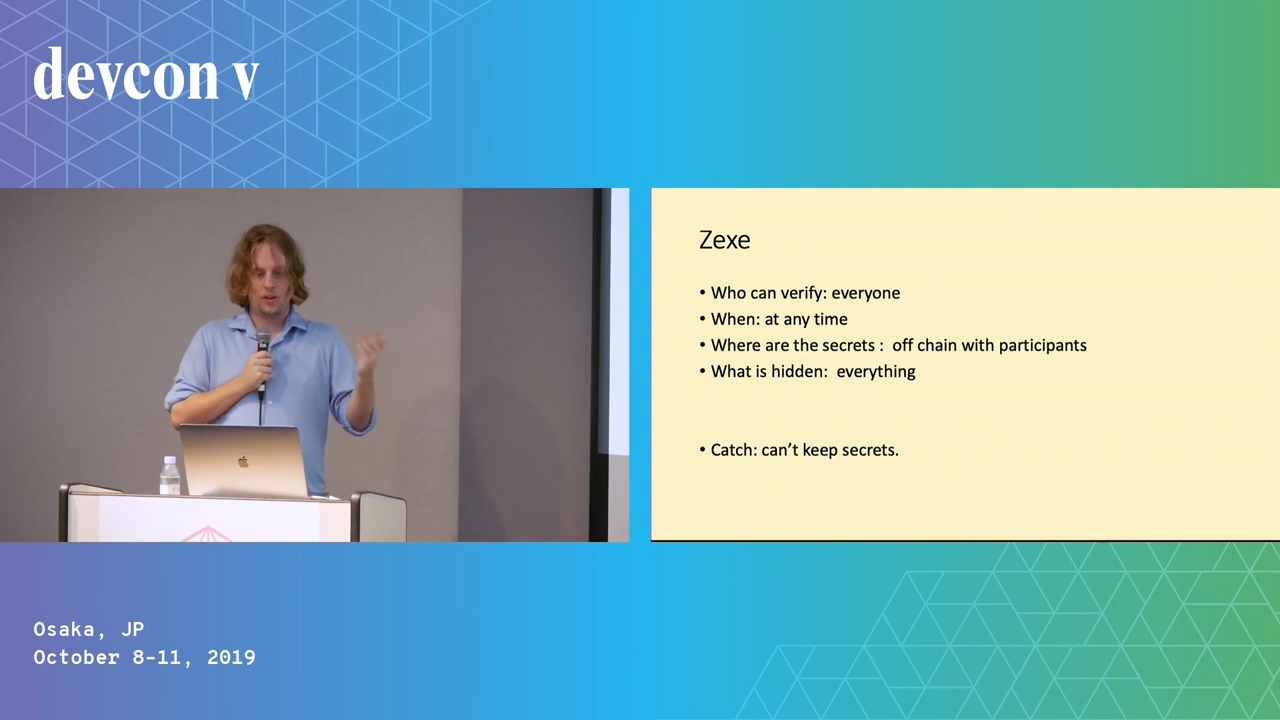 devcon v
Zexe
• Who can verify: everyone
• When: at any time
• Where are the secrets :  off chain with participants
• What is hidden:  everything
• Catch: can't keep secrets.
Osaka, JP
October 8-11, 2019